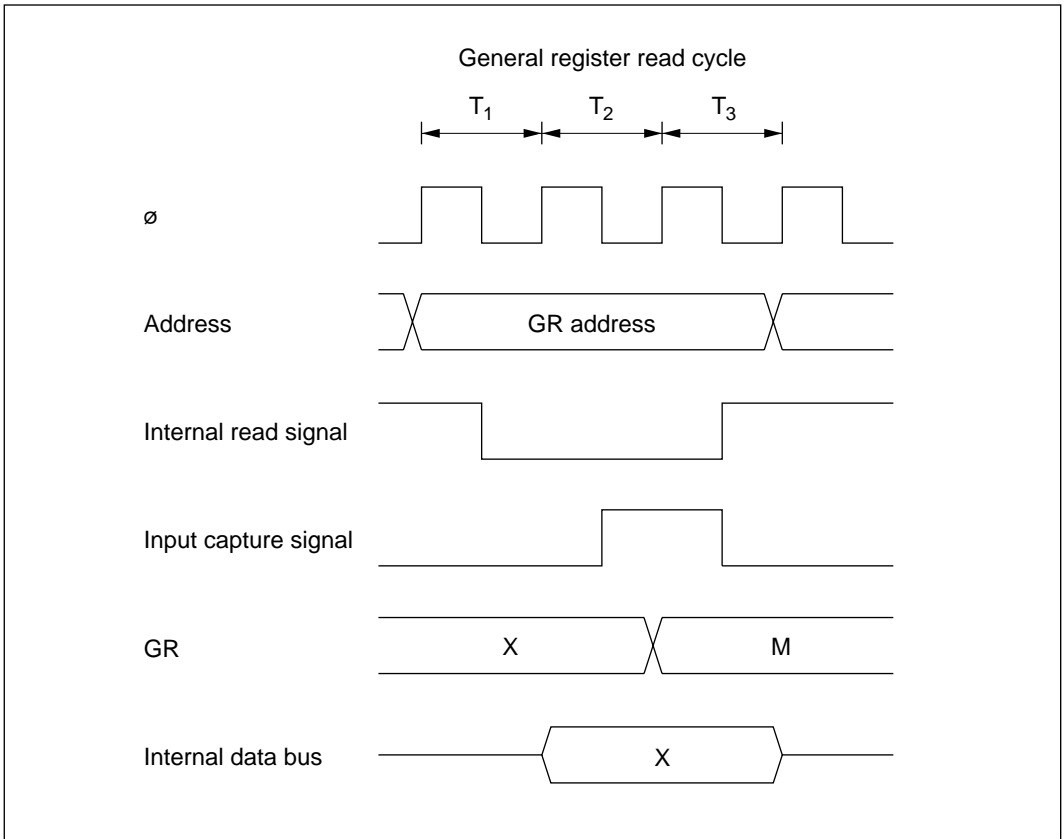 General register read cycle
T1 T2 T3
ø
Address GR address
Internal read signal
Input capture signal
GR X M
Internal data bus X